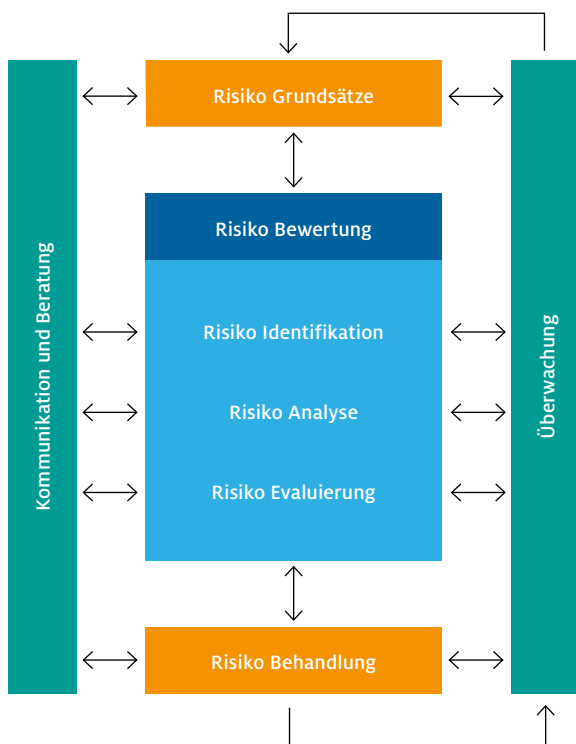 Risiko Grundsätze
Kommunikation und Beratung
Risiko Bewertung
Risiko Identifikation
Risiko Analyse
Risiko Evaluierung
Überwachung
Risiko Behandlung